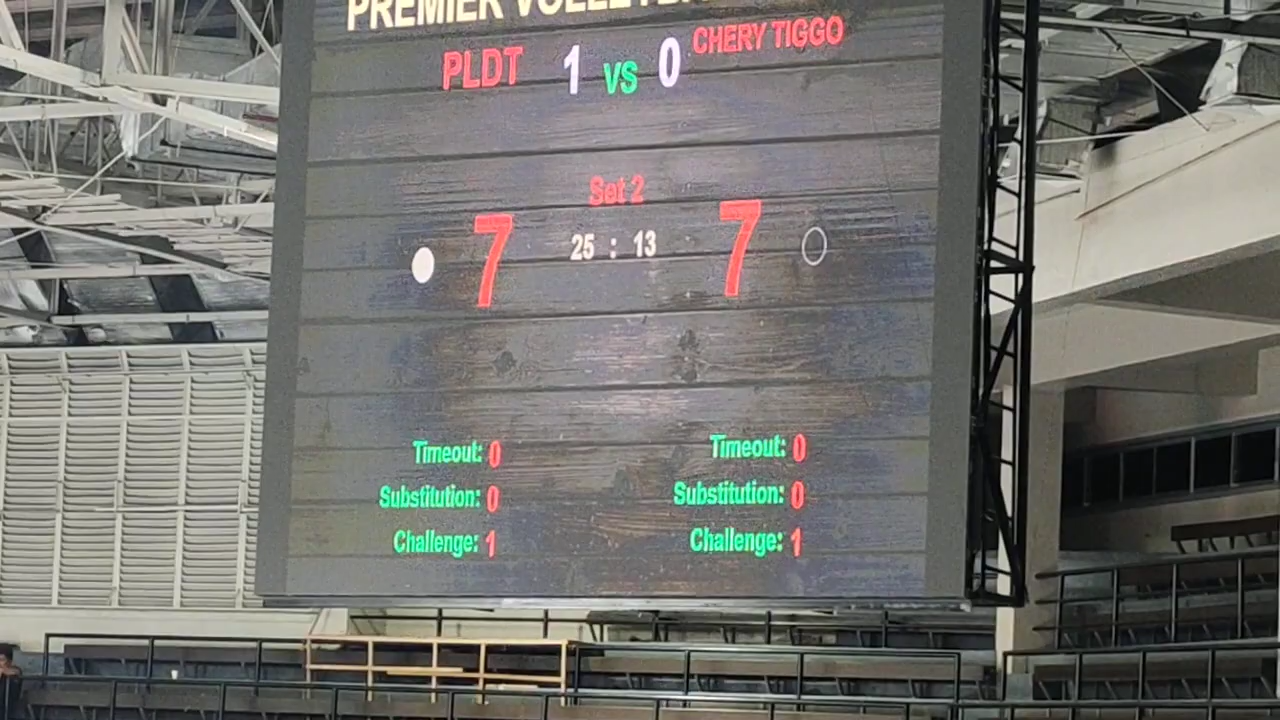 PREMIER
PLDT 1 VS 0 CHERY TIGGO
Set 2
7 25 : 13 7
Timeout: 0 Timeout: 0
Substitution: 0 Substitution: 0
Challenge: 1 Challenge: 1